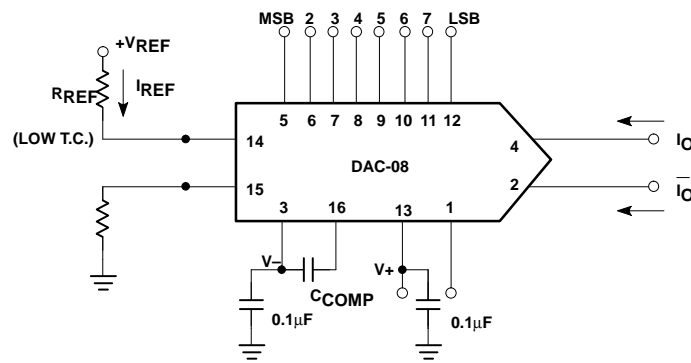 MSB 2 3 4 5 6 7 LSB
+VREF
RREF
IREF
(LOW T.C.)
5 6 7 8 9 10 11 12
14
4
IO
DAC-08
15
2
I̅O̅
3 16 13 1
V–
V+
CCOMP
0.1μF
0.1μF